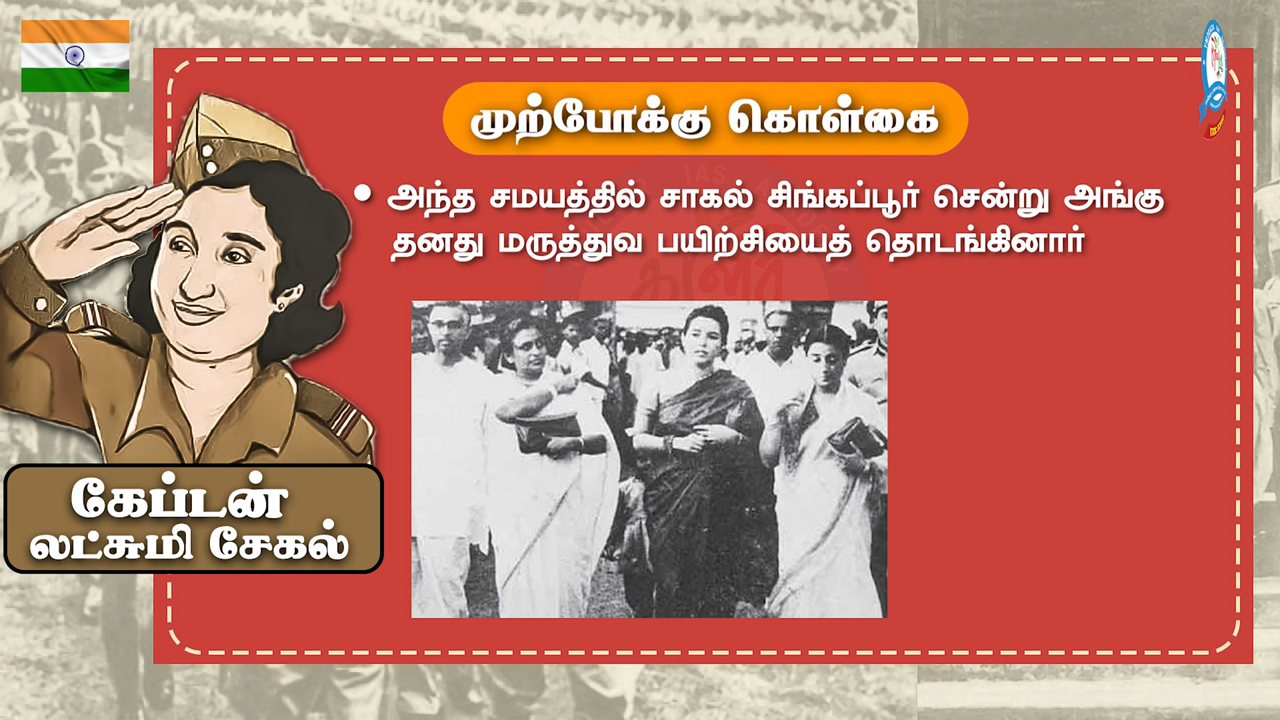 முற்போக்கு கொள்கை
• அந்த சமயத்தில் சாகல் சிங்கப்பூர் சென்று அங்கு
தனது மருத்துவ பயிற்சியைத் தொடங்கினார்
கேப்டன்
லட்சுமி சேகல்